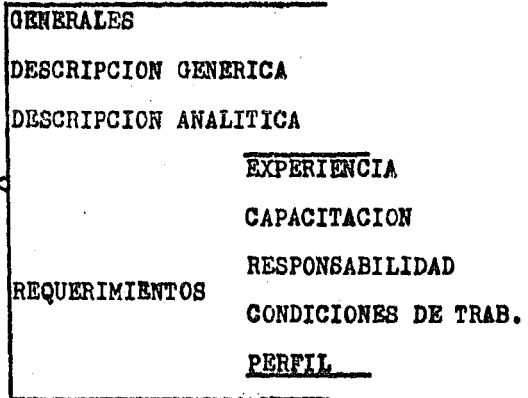 GENERALES
DESCRIPCION GENERICA
DESCRIPCION ANALITICA
EXPERIENCIA
CAPACITACION
RESPONSABILIDAD
REQUERIMIENTOS
CONDICIONES DE TRAB.
PERFIL